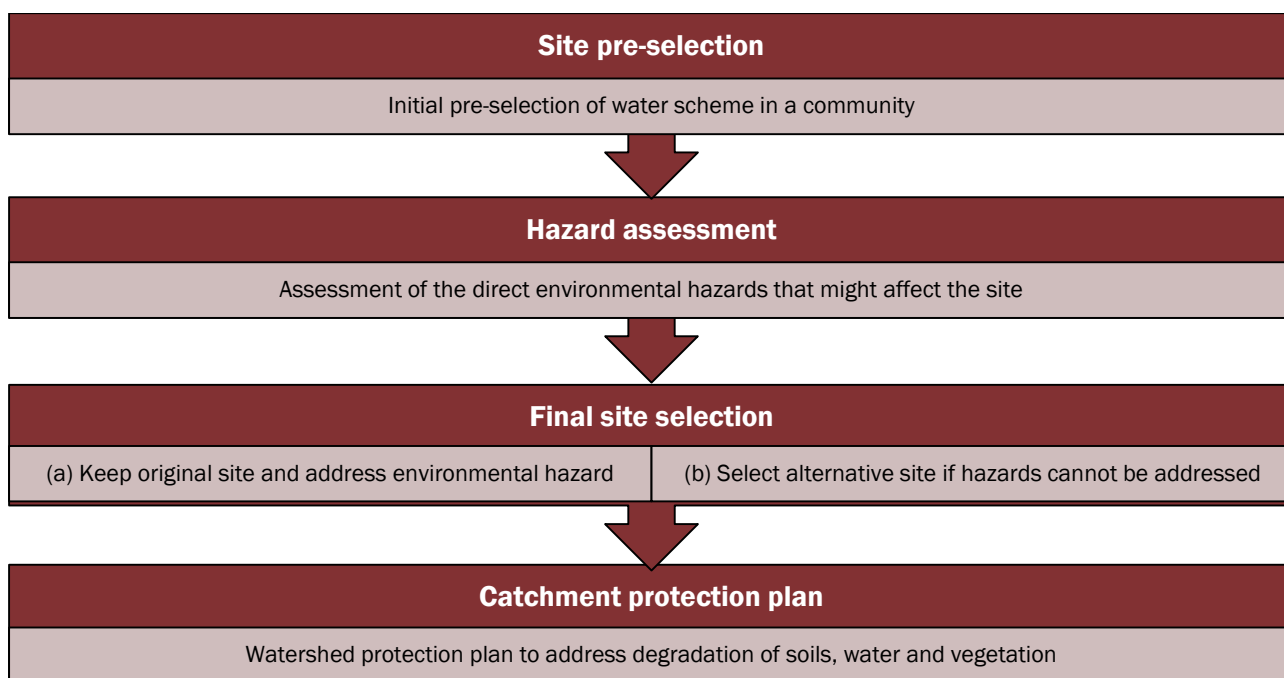 Site pre-selection
Initial pre-selection of water scheme in a community
Hazard assessment
Assessment of the direct environmental hazards that might affect the site
Final site selection
(a) Keep original site and address environmental hazard
(b) Select alternative site if hazards cannot be addressed
Catchment protection plan
Watershed protection plan to address degradation of soils, water and vegetation